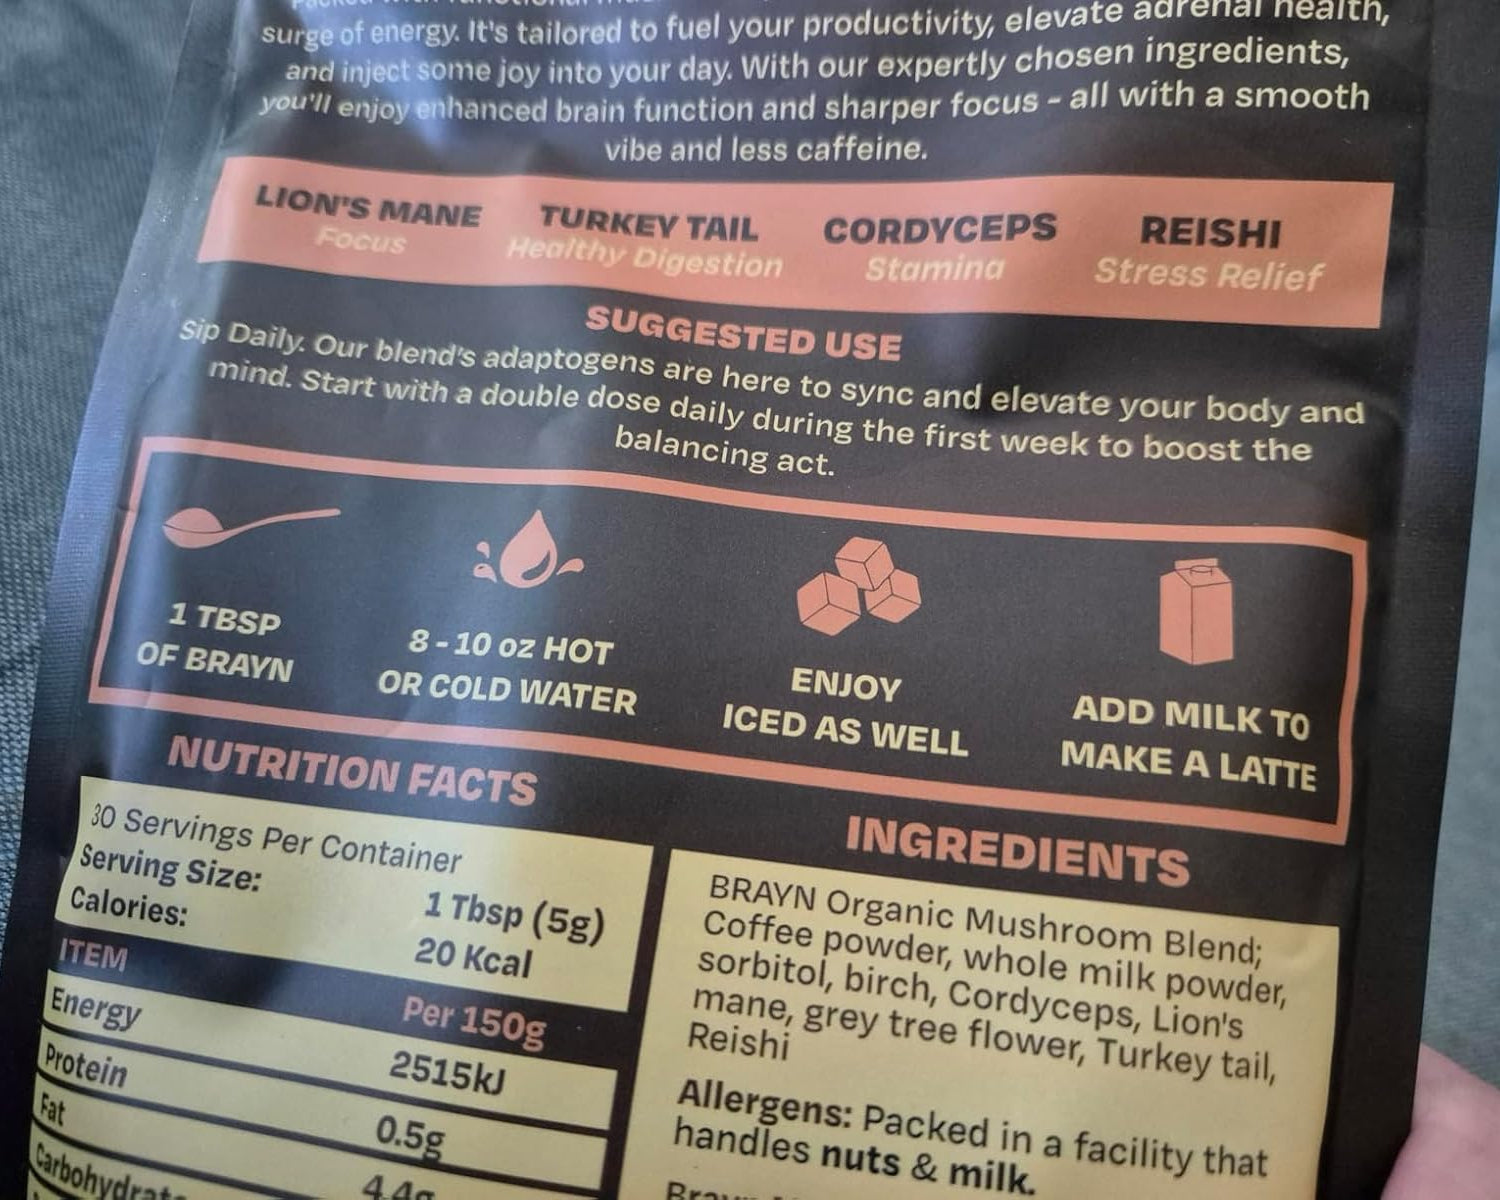 surge of energy. It's tailored to fuel your productivity, elevate adrenal health,
and inject some joy into your day. With our expertly chosen ingredients,
you'll enjoy enhanced brain function and sharper focus - all with a smooth
vibe and less caffeine.
LION'S MANE
Focus
TURKEY TAIL
Healthy Digestion
CORDYCEPS
Stamina
REISHI
Stress Relief
SUGGESTED USE
Sip Daily. Our blend's adaptogens are here to sync and elevate your body and
mind. Start with a double dose daily during the first week to boost the
balancing act.
1 TBSP
OF BRAYN
8 - 10 oz HOT
OR COLD WATER
ENJOY
ICED AS WELL
ADD MILK TO
MAKE A LATTE
NUTRITION FACTS
30 Servings Per Container
Serving Size: 1 Tbsp (5g)
Calories: 20 Kcal
ITEM Per 150g
Energy 2515kJ
Protein 0.5g
Fat 4.4g
INGREDIENTS
BRAYN Organic Mushroom Blend;
Coffee powder, whole milk powder,
sorbitol, birch, Cordyceps, Lion's
mane, grey tree flower, Turkey tail,
Reishi
Allergens: Packed in a facility that
handles nuts & milk.